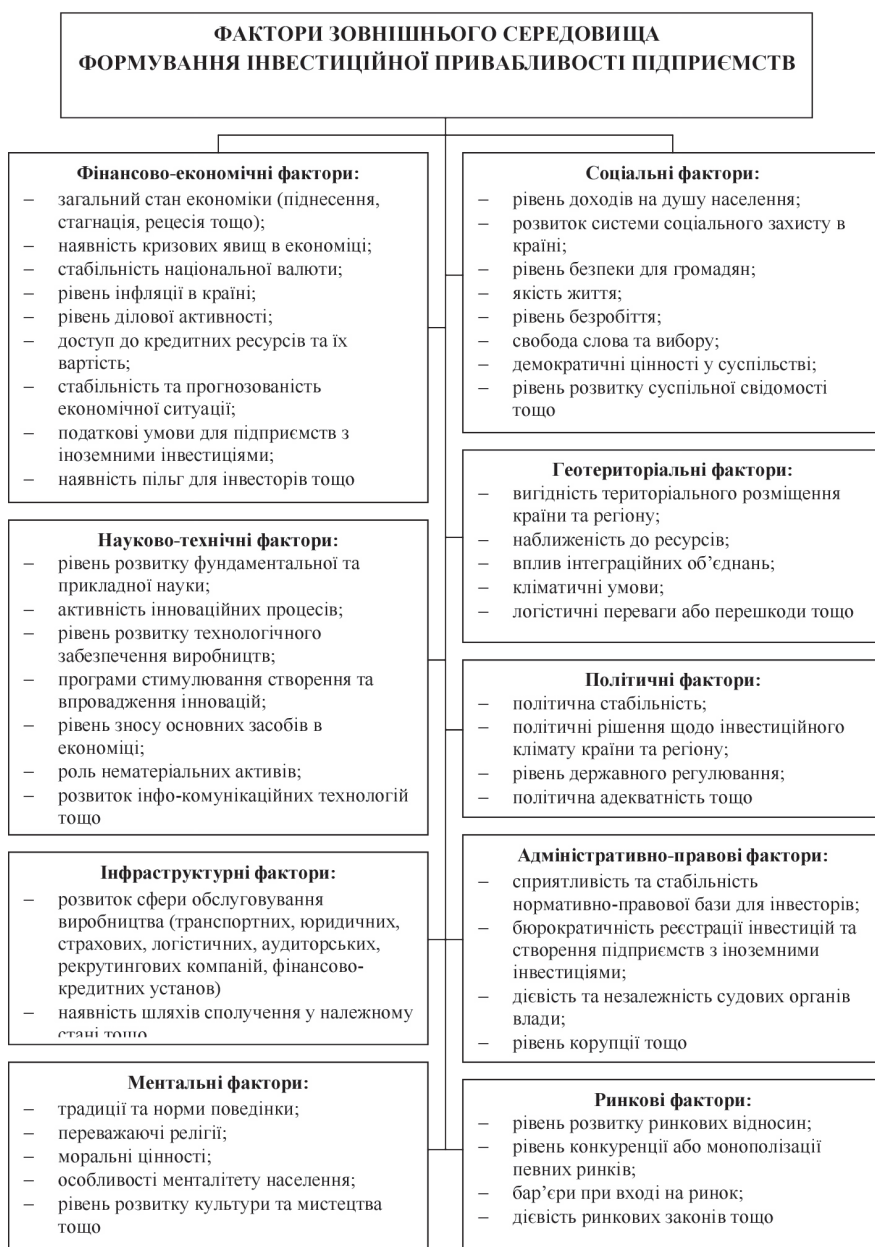 ФАКТОРИ ЗОВНІШНЬОГО СЕРЕДОВИЩА
ФОРМУВАННЯ ІНВЕСТИЦІЙНОЇ ПРИВАБЛИВОСТІ ПІДПРИЄМСТВ
Фінансово-економічні фактори:
– загальний стан економіки (піднесення,
стагнація, рецесія тощо);
– наявність кризових явищ в економіці;
– стабільність національної валюти;
– рівень інфляції в країні;
– рівень ділової активності;
– доступ до кредитних ресурсів та їх
вартість;
– стабільність та прогнозованість
економічної ситуації;
– податкові умови для підприємств з
іноземними інвестиціями;
– наявність пільг для інвесторів тощо
Науково-технічні фактори:
– рівень розвитку фундаментальної та
прикладної науки;
– активність інноваційних процесів;
– рівень розвитку технологічного
забезпечення виробництв;
– програми стимулювання створення та
впровадження інновацій;
– рівень зносу основних засобів в
економіці;
– роль нематеріальних активів;
– розвиток інфо-комунікаційних технологій
тощо
Інфраструктурні фактори:
– розвиток сфери обслуговування
виробництва (транспортних, юридичних,
страхових, логістичних, аудиторських,
рекрутингових компаній, фінансово-
кредитних установ)
– наявність шляхів сполучення у належному
стані тощо
Ментальні фактори:
– традиції та норми поведінки;
– переважаючі релігії;
– моральні цінності;
– особливості менталітету населення;
– рівень розвитку культури та мистецтва
тощо
Соціальні фактори:
– рівень доходів на душу населення;
– розвиток системи соціального захисту в
країні;
– рівень безпеки для громадян;
– якість життя;
– рівень безробіття;
– свобода слова та вибору;
– демократичні цінності у суспільстві;
– рівень розвитку суспільної свідомості
тощо
Геотериторіальні фактори:
– вигідність територіального розміщення
країни та регіону;
– наближеність до ресурсів;
– вплив інтеграційних об’єднань;
– кліматичні умови;
– логістичні переваги або перешкоди тощо
Політичні фактори:
– політична стабільність;
– політичні рішення щодо інвестиційного
клімату країни та регіону;
– рівень державного регулювання;
– політична адекватність тощо
Адміністративно-правові фактори:
– сприятливість та стабільність
нормативно-правової бази для інвесторів;
– бюрократичність реєстрації інвестицій та
створення підприємств з іноземними
інвестиціями;
– дієвість та незалежність судових органів
влади;
– рівень корупції тощо
Ринкові фактори:
– рівень розвитку ринкових відносин;
– рівень конкуренції або монополізації
певних ринків;
– бар’єри при вході на ринок;
– дієвість ринкових законів тощо